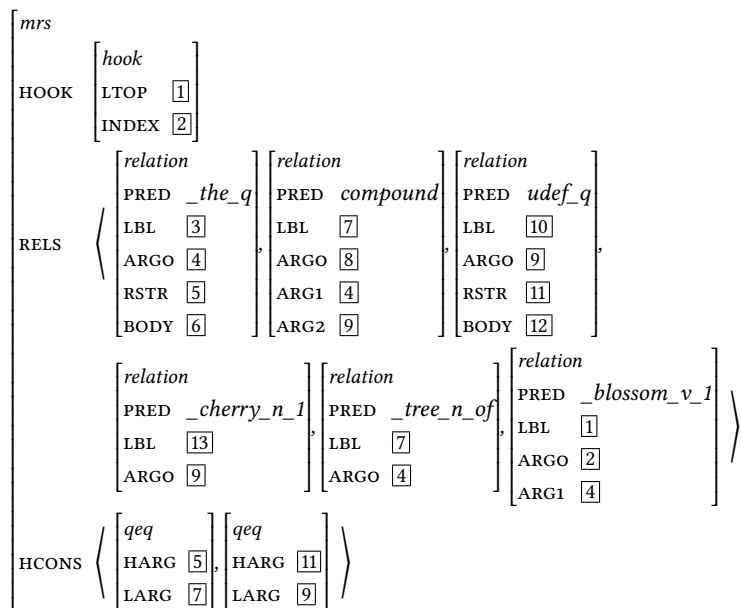 mrs
HOOK hook
LTOP 1
INDEX 2
RELS ⟨ relation
PRED _the_q
LBL 3
ARG0 4
RSTR 5
BODY 6
, relation
PRED compound
LBL 7
ARG0 8
ARG1 4
ARG2 9
, relation
PRED udef_q
LBL 10
ARG0 9
RSTR 11
BODY 12
,
relation
PRED _cherry_n_1
LBL 13
ARG0 9
, relation
PRED _tree_n_of
LBL 7
ARG0 4
, relation
PRED _blossom_v_1
LBL 1
ARG0 2
ARG1 4
⟩
HCONS ⟨ qeq
HARG 5
LARG 7
, qeq
HARG 11
LARG 9
⟩